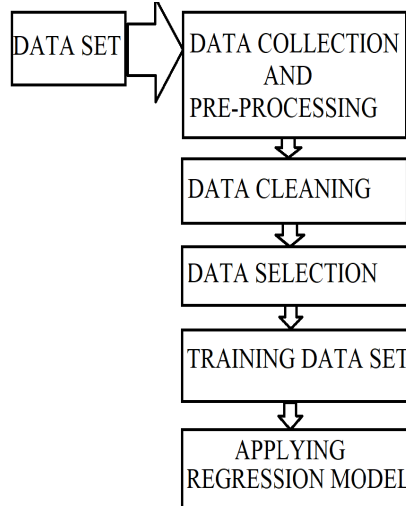 DATA SET
DATA COLLECTION
AND
PRE-PROCESSING
DATA CLEANING
DATA SELECTION
TRAINING DATA SET
APPLYING
REGRESSION MODEL